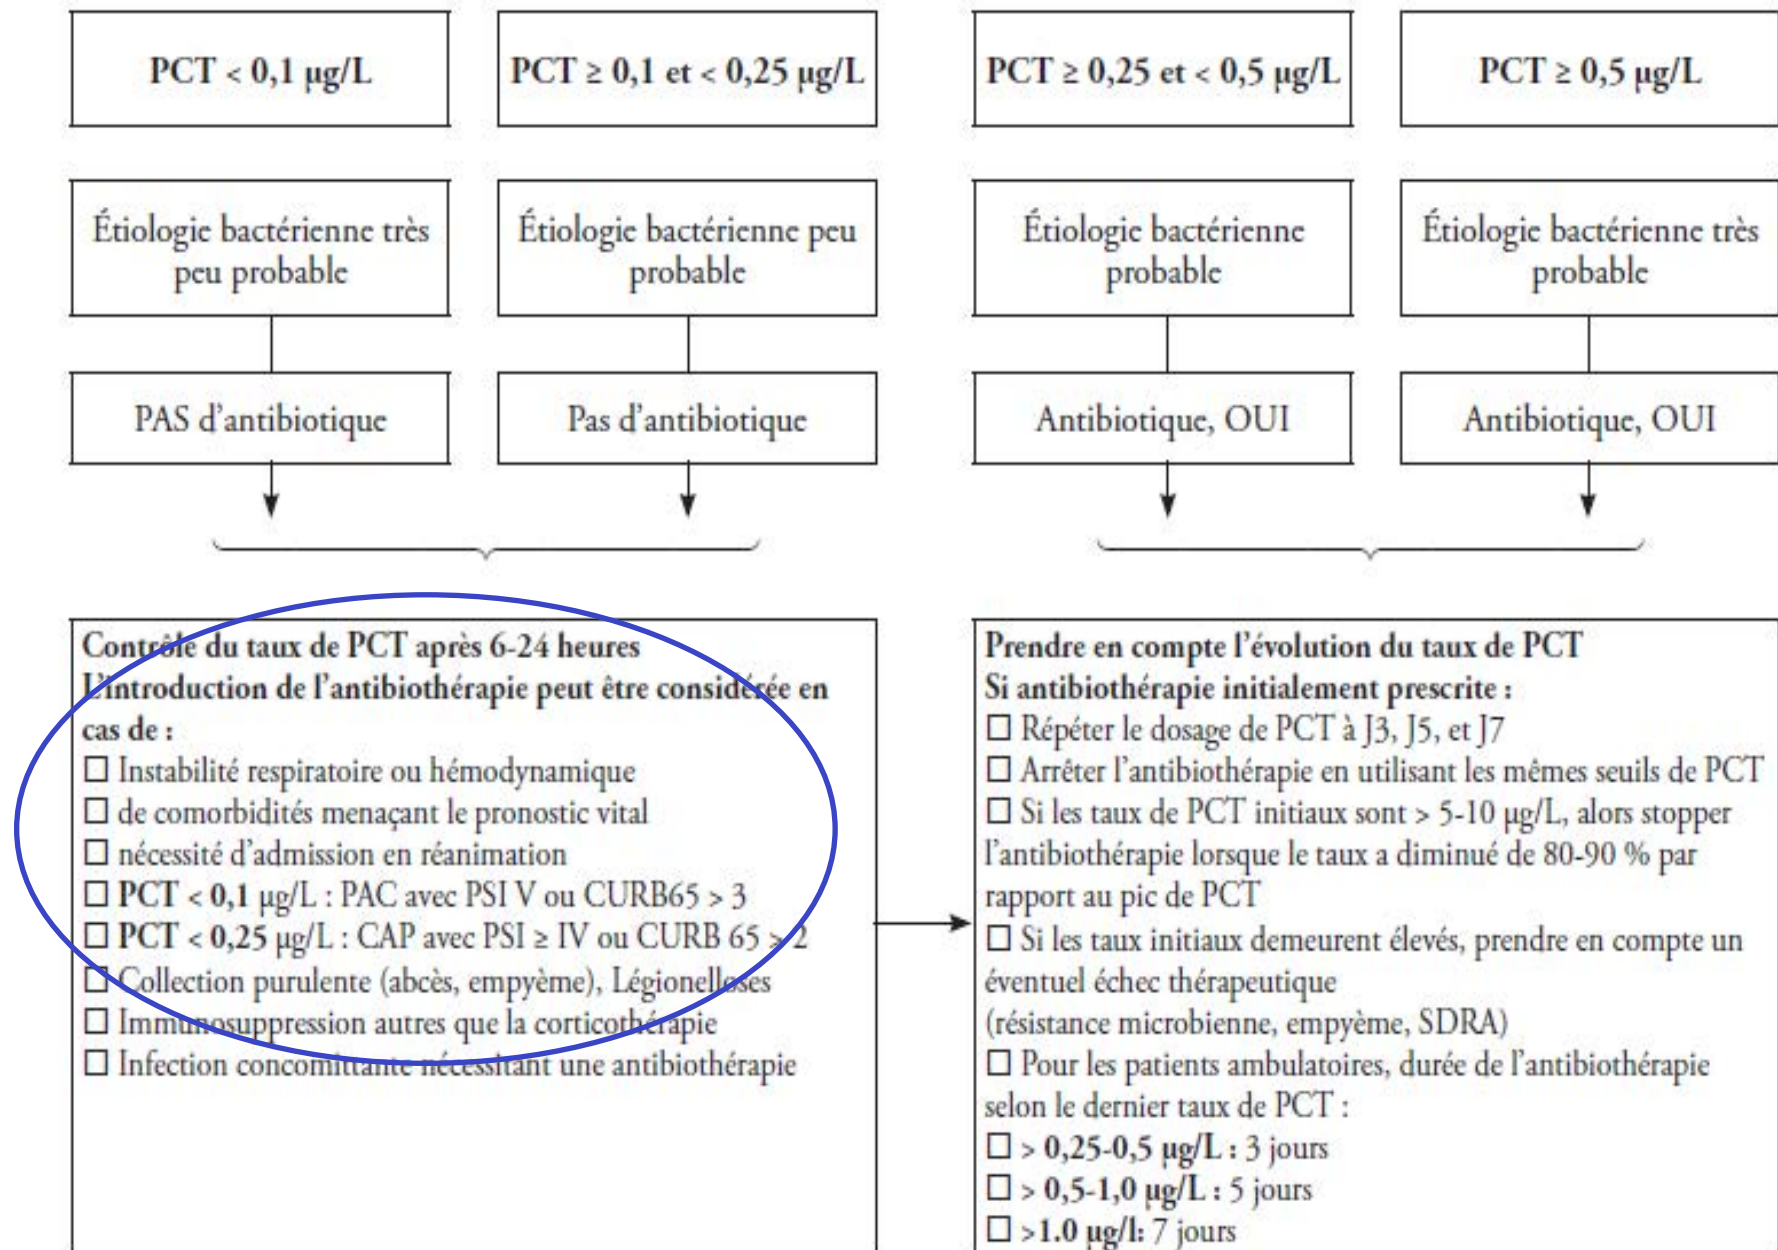 PCT < 0,1 µg/L
PCT ≥ 0,1 et < 0,25 µg/L
PCT ≥ 0,25 et < 0,5 µg/L
PCT ≥ 0,5 µg/L
Étiologie bactérienne très
peu probable
Étiologie bactérienne peu
probable
Étiologie bactérienne
probable
Étiologie bactérienne très
probable
PAS d'antibiotique
Pas d'antibiotique
Antibiotique, OUI
Antibiotique, OUI
Contrôle du taux de PCT après 6-24 heures
L'introduction de l'antibiothérapie peut être considérée en
cas de :
☐ Instabilité respiratoire ou hémodynamique
☐ de comorbidités menaçant le pronostic vital
☐ nécessité d'admission en réanimation
☐ PCT < 0,1 µg/L : PAC avec PSI V ou CURB65 > 3
☐ PCT < 0,25 µg/L : CAP avec PSI ≥ IV ou CURB 65 > 2
☐ Collection purulente (abcès, empyème), Légionelloses
☐ Immunosuppression autres que la corticothérapie
☐ Infection concomittante nécessitant une antibiothérapie
Prendre en compte l'évolution du taux de PCT
Si antibiothérapie initialement prescrite :
☐ Répéter le dosage de PCT à J3, J5, et J7
☐ Arrêter l'antibiothérapie en utilisant les mêmes seuils de PCT
☐ Si les taux de PCT initiaux sont > 5-10 µg/L, alors stopper
l'antibiothérapie lorsque le taux a diminué de 80-90 % par
rapport au pic de PCT
☐ Si les taux initiaux demeurent élevés, prendre en compte un
éventuel échec thérapeutique
(résistance microbienne, empyème, SDRA)
☐ Pour les patients ambulatoires, durée de l'antibiothérapie
selon le dernier taux de PCT :
☐ > 0,25-0,5 µg/L : 3 jours
☐ > 0,5-1,0 µg/L : 5 jours
☐ >1.0 µg/l: 7 jours